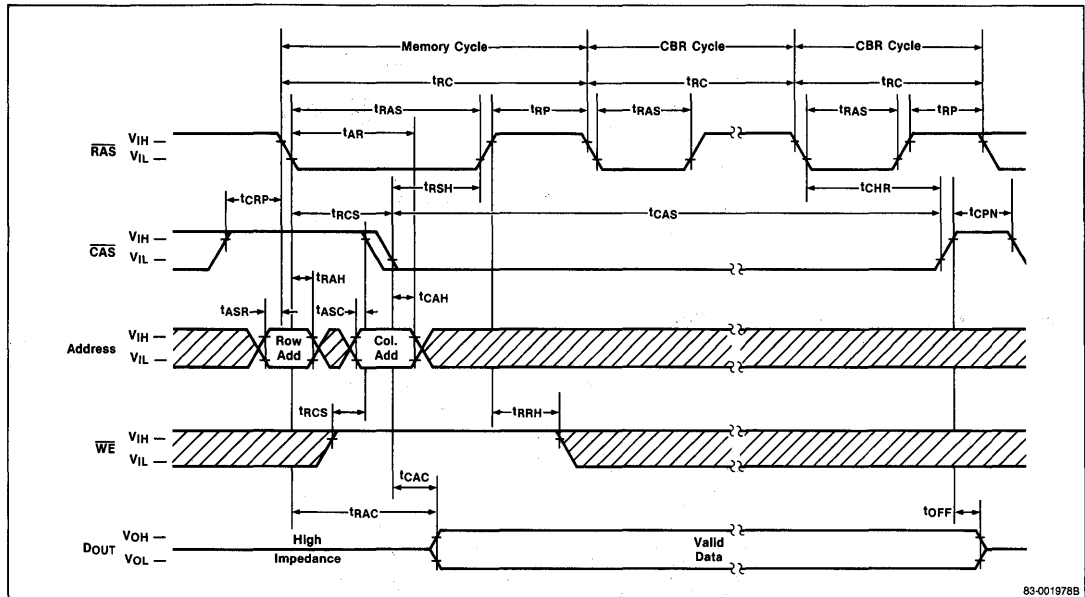 Memory Cycle CBR Cycle CBR Cycle
tRC tRC tRC
tRAS tRP tRAS tRAS tRP
tAR
RAS VIH VIL
tRSH tCHR
tCRP tRCS tCAS tCPN
CAS VIH VIL
tRAH
tASR tASC tCAH
Address VIH VIL
Row Add
Col. Add
tRCS tRRH
WE VIH VIL
tCAC
tRAC tOFF
DOUT VOH VOL
High Impedance
Valid Data
83-001978B